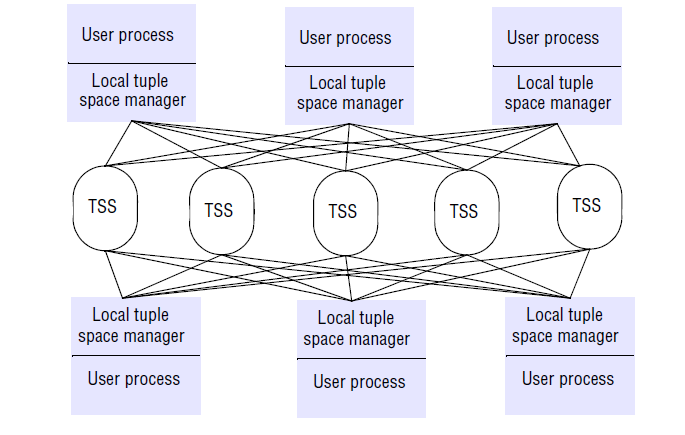 User process
Local tuple
space manager
User process
Local tuple
space manager
User process
Local tuple
space manager
TSS
TSS
TSS
TSS
TSS
Local tuple
space manager
User process
Local tuple
space manager
User process
Local tuple
space manager
User process